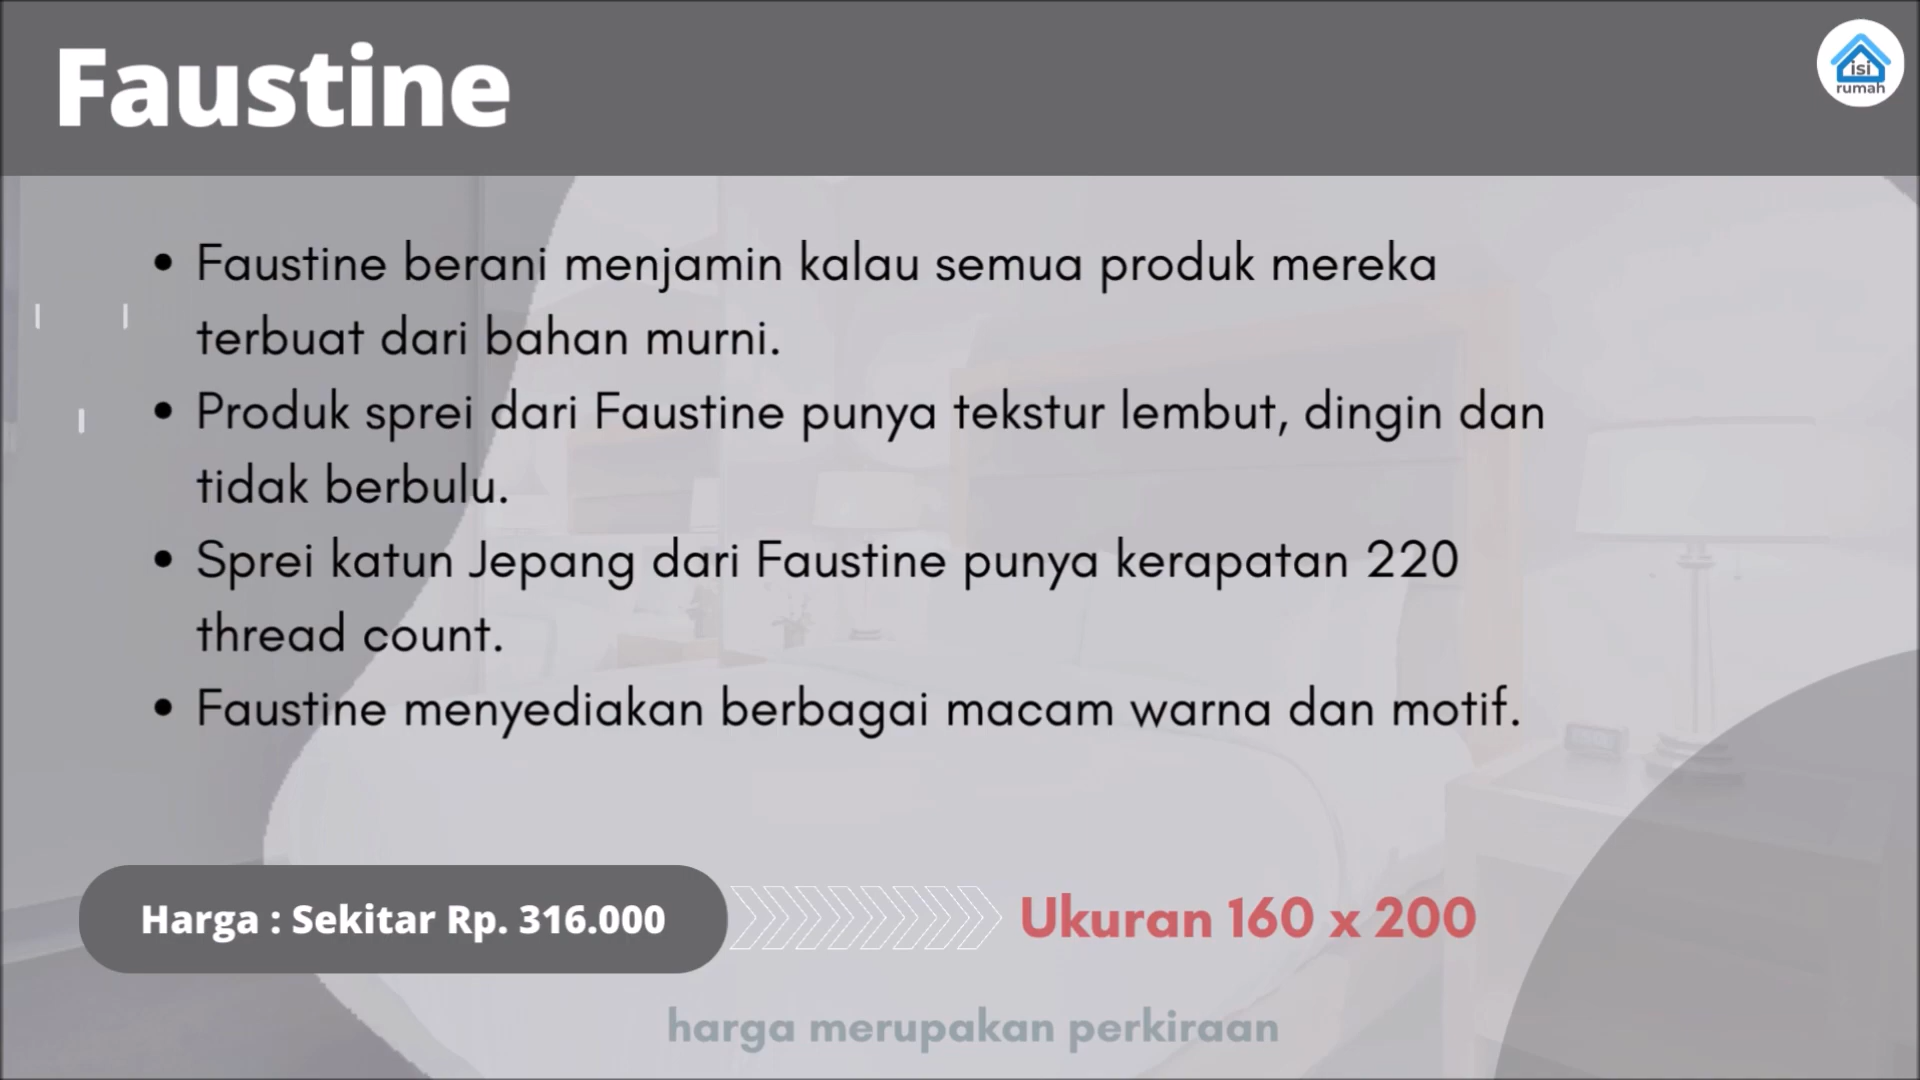 Faustine
isi
rumah
• Faustine berani menjamin kalau semua produk mereka
terbuat dari bahan murni.
• Produk sprei dari Faustine punya tekstur lembut, dingin dan
tidak berbulu.
• Sprei katun Jepang dari Faustine punya kerapatan 220
thread count.
• Faustine menyediakan berbagai macam warna dan motif.
Harga : Sekitar Rp. 316.000
Ukuran 160 x 200
harga merupakan perkiraan